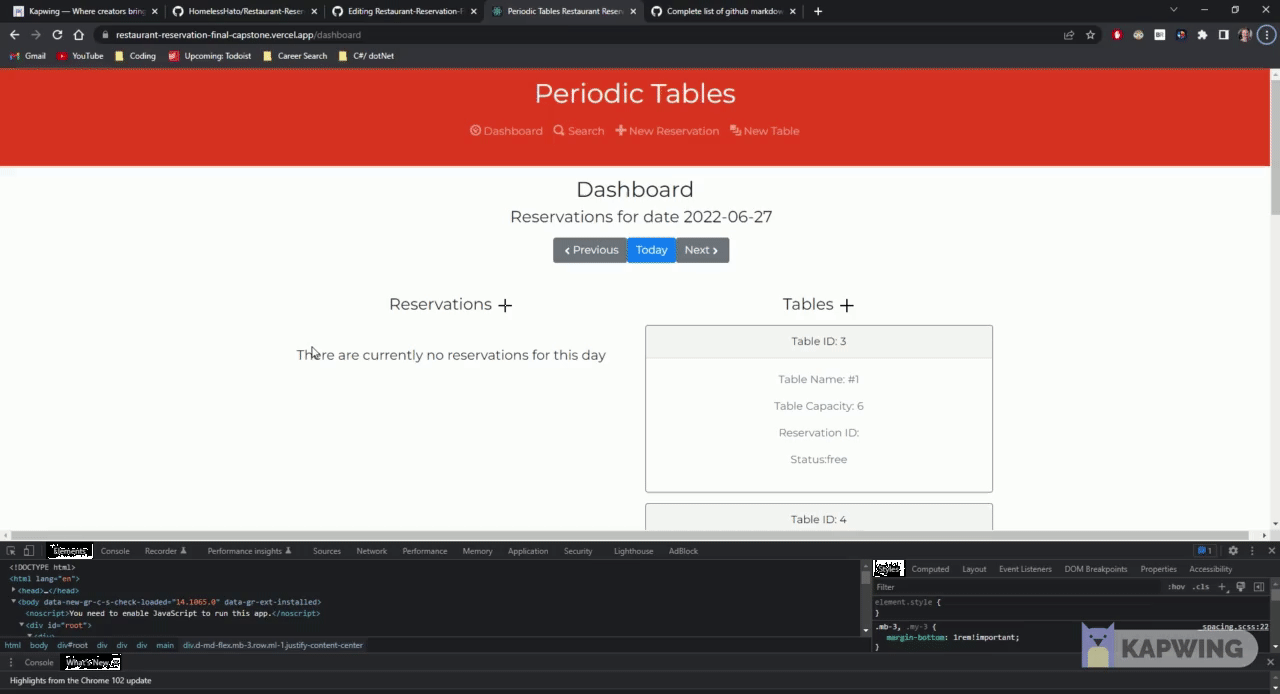 Kapwing — Where creators bring
HomelessHato/Restaurant-Reser
Editing Restaurant-Reservation-F
Periodic Tables Restaurant Reser
Complete list of github markdow
restaurant-reservation-final-capstone.vercel.app/dashboard
Gmail
YouTube
Coding
Upcoming: Todoist
Career Search
C#/ dotNet
Periodic Tables
Dashboard Search New Reservation New Table
Dashboard
Reservations for date 2022-06-27
Previous Today Next
Reservations
There are currently no reservations for this day
Tables
Table ID: 3
Table Name: #1
Table Capacity: 6
Reservation ID:
Status:free
Table ID: 4
Elements Console Recorder Performance insights Sources Network Performance Memory Application Security Lighthouse AdBlock
1
<!DOCTYPE html>
<html lang="en">
<head>…</head>
<body data-new-gr-c-s-check-loaded="14.1065.0" data-gr-ext-installed>
<noscript>You need to enable JavaScript to run this app.</noscript>
<div id="root">
<div>
html body div#root div div div main div.d-md-flex.mb-3.row.ml-1.justify-content-center
Styles Computed Layout Event Listeners DOM Breakpoints Properties Accessibility
Filter
:hov .cls
element.style {
}
.mb-3, .my-3 {
_spacing.scss:22
margin-bottom: 1rem!important;
}
Console What's New
Highlights from the Chrome 102 update
KAPWING